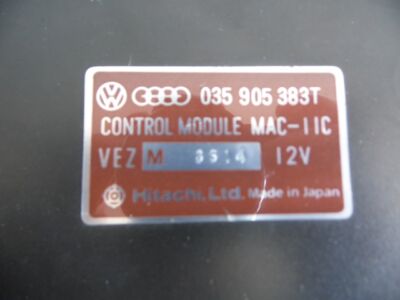 035 905 383T
CONTROL MODULE MAC-11C
VEZ M 12V
Hitachi, Ltd. Made in Japan